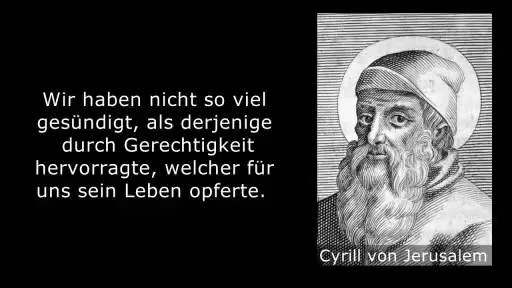 Wir haben nicht so viel
gesündigt, als derjenige
durch Gerechtigkeit
hervorragte, welcher für
uns sein Leben opferte.
Cyrill von Jerusalem